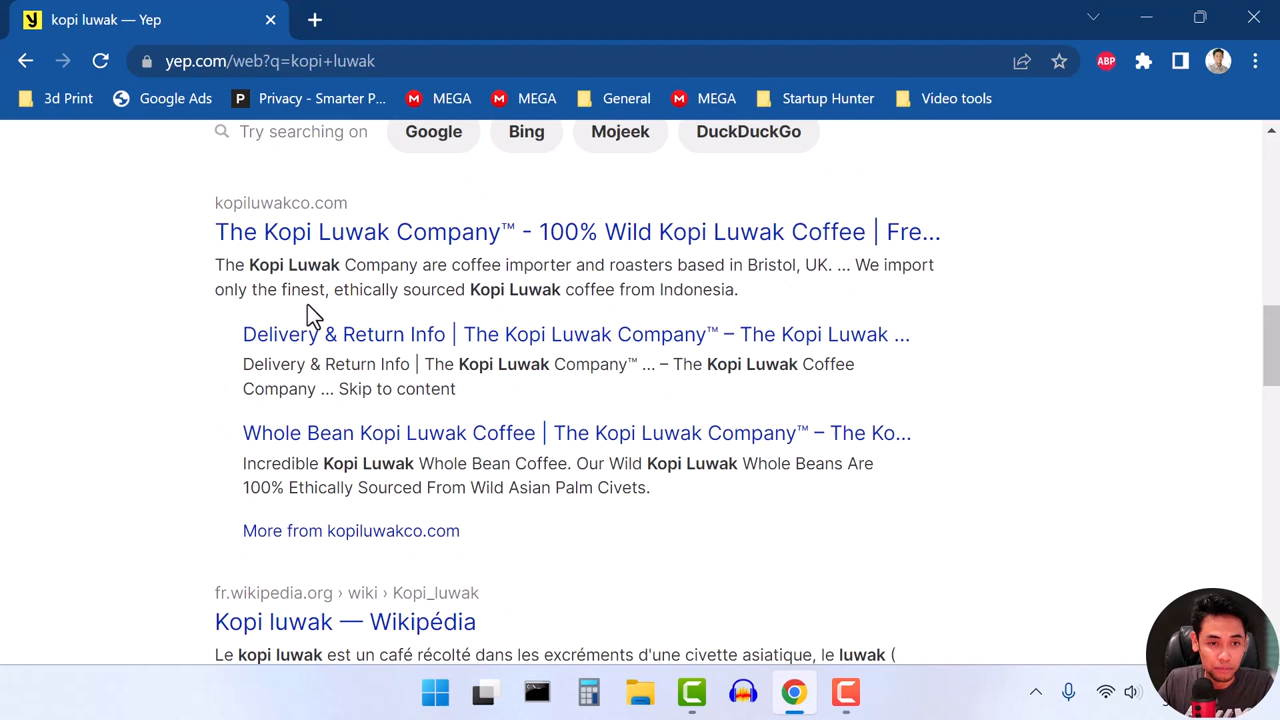 kopi luwak — Yep
yep.com/web?q=kopi+luwak
ABP
3d Print Google Ads Privacy - Smarter P... MEGA MEGA General MEGA Startup Hunter Video tools
Try searching on Google Bing Mojeek DuckDuckGo
kopiluwakco.com
The Kopi Luwak Company™ - 100% Wild Kopi Luwak Coffee | Fre...
The Kopi Luwak Company are coffee importer and roasters based in Bristol, UK. ... We import
only the finest, ethically sourced Kopi Luwak coffee from Indonesia.
Delivery & Return Info | The Kopi Luwak Company™ – The Kopi Luwak ...
Delivery & Return Info | The Kopi Luwak Company™ ... – The Kopi Luwak Coffee
Company ... Skip to content
Whole Bean Kopi Luwak Coffee | The Kopi Luwak Company™ – The Ko...
Incredible Kopi Luwak Whole Bean Coffee. Our Wild Kopi Luwak Whole Beans Are
100% Ethically Sourced From Wild Asian Palm Civets.
More from kopiluwakco.com
fr.wikipedia.org › wiki › Kopi_luwak
Kopi luwak — Wikipédia
Le kopi luwak est un café récolté dans les excréments d'une civette asiatique, le luwak (